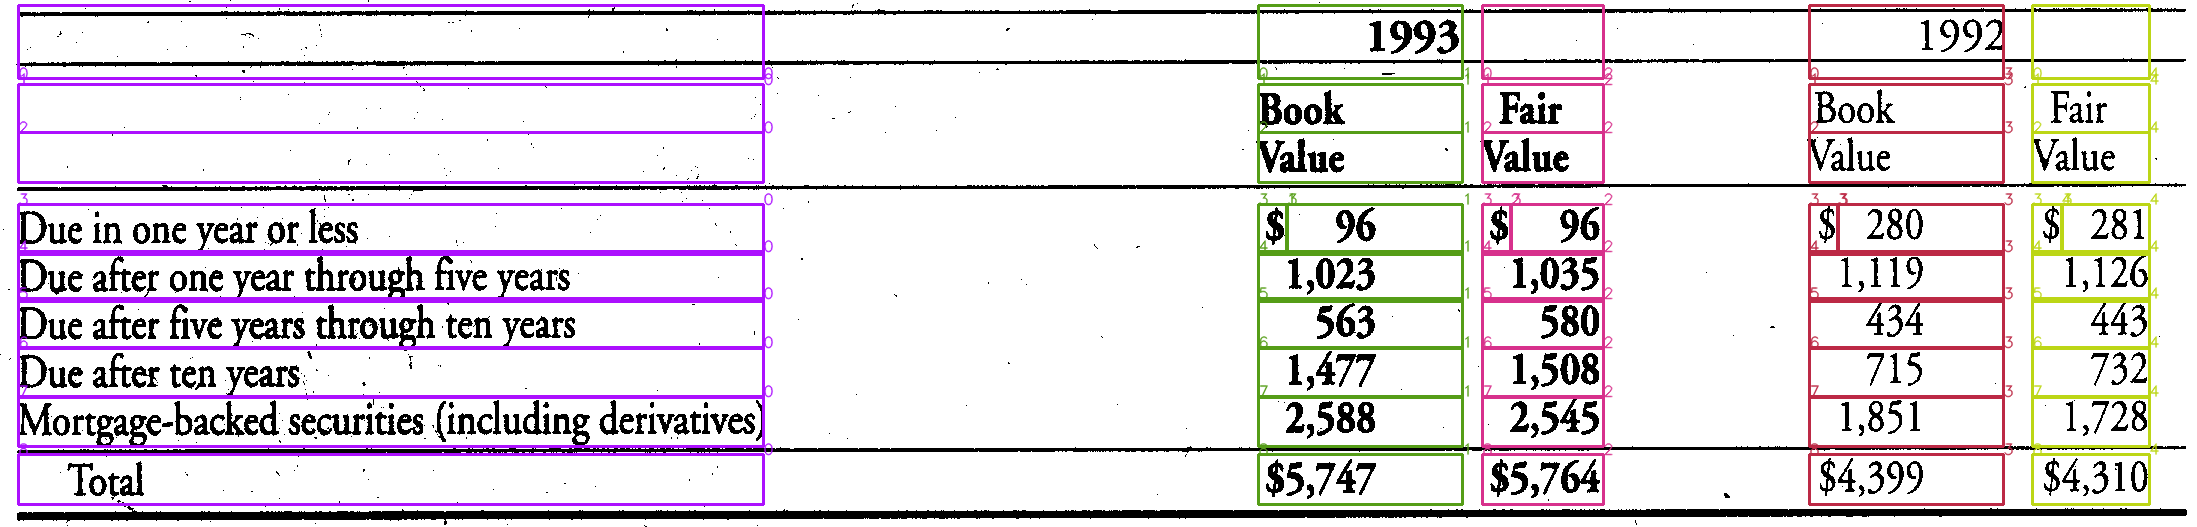 1993 1992
Book Fair Book Fair
Value Value Value Value
Due in one year or less $ 96 $ 96 $ 280 $ 281
Due after one year through five years 1,023 1,035 1,119 1,126
Due after five years through ten years 563 580 434 443
Due after ten years 1,477 1,508 715 732
Mortgage-backed securities (including derivatives) 2,588 2,545 1,851 1,728
Total $5,747 $5,764 $4,399 $4,310